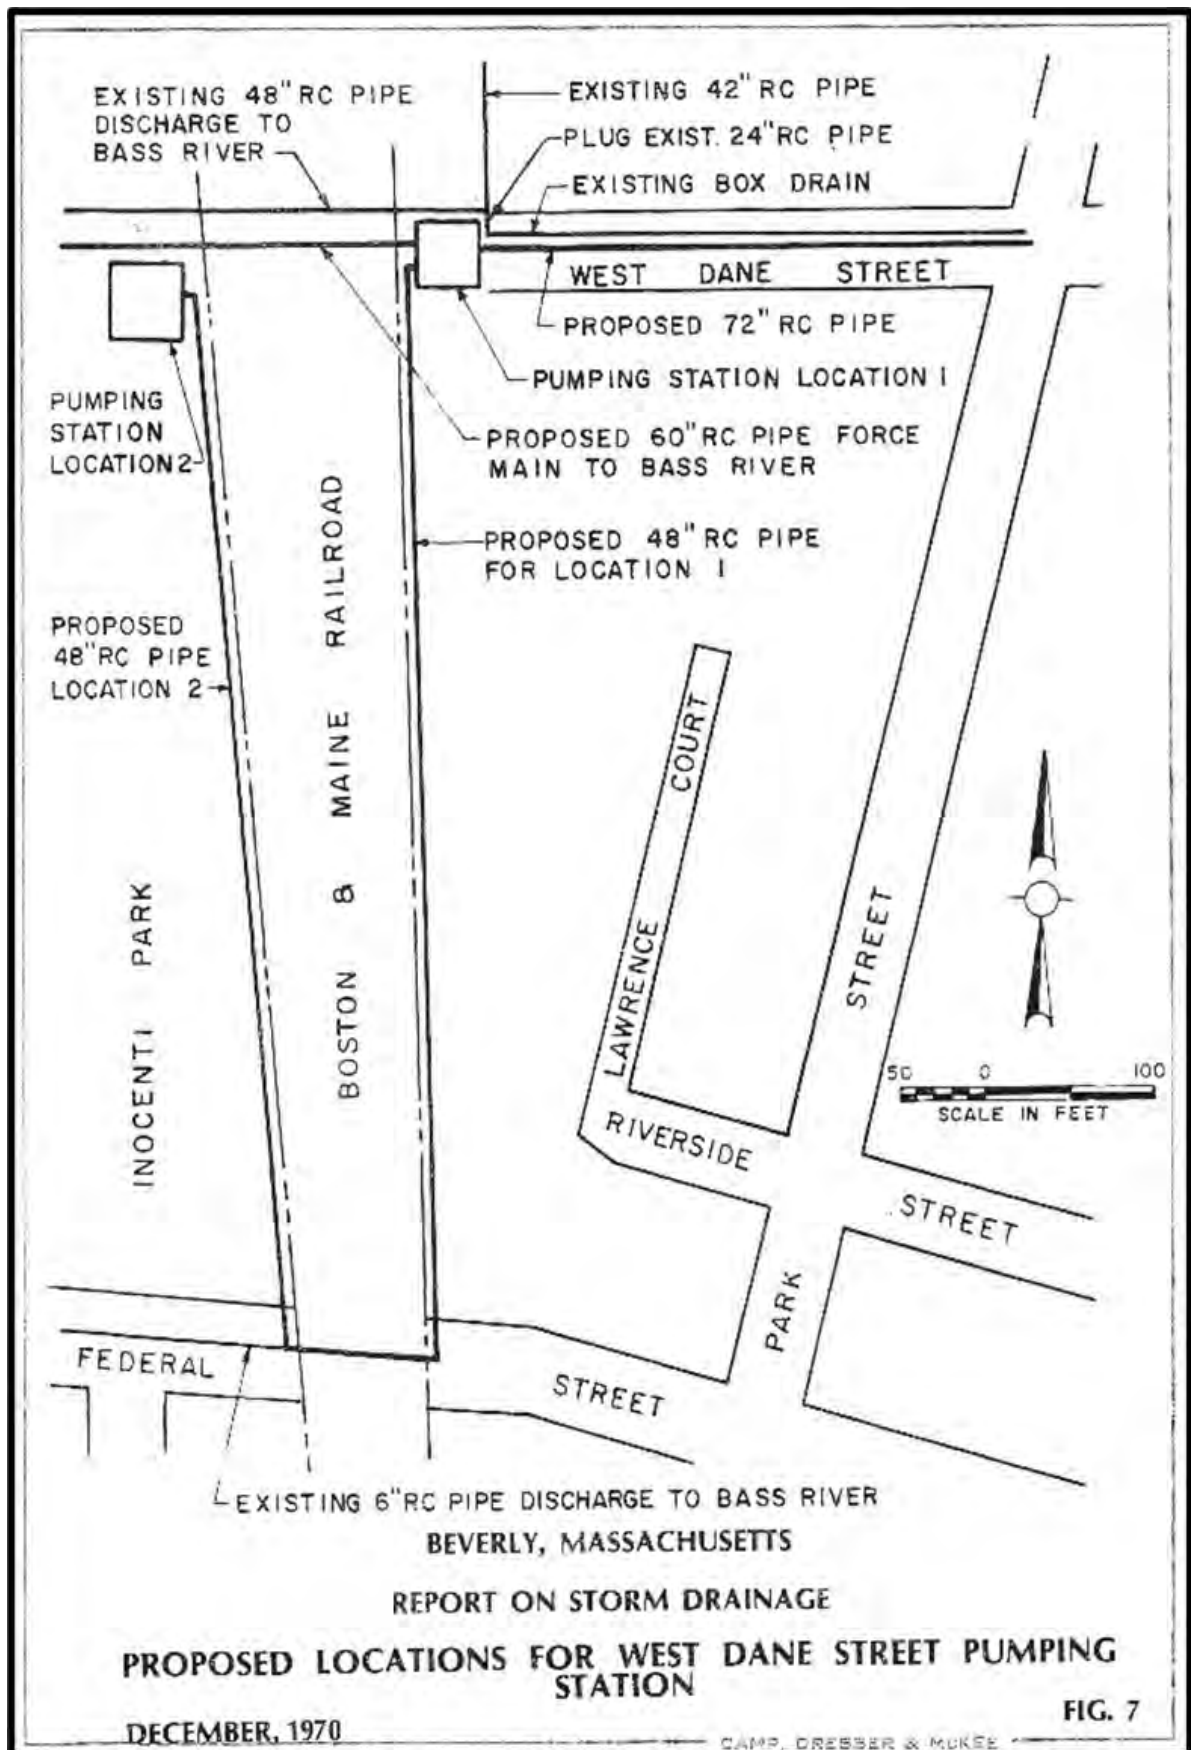 EXISTING 48" RC PIPE
DISCHARGE TO
BASS RIVER
EXISTING 42" RC PIPE
PLUG EXIST. 24" RC PIPE
EXISTING BOX DRAIN
WEST DANE STREET
PROPOSED 72" RC PIPE
PUMPING STATION LOCATION 1
PUMPING
STATION
LOCATION 2
PROPOSED 60" RC PIPE FORCE
MAIN TO BASS RIVER
PROPOSED 48" RC PIPE
FOR LOCATION 1
PROPOSED
48" RC PIPE
LOCATION 2
BOSTON & MAINE RAILROAD
INOCENTI PARK
LAWRENCE COURT
STREET
50 0 100
SCALE IN FEET
RIVERSIDE
STREET
PARK
FEDERAL
STREET
EXISTING 6" RC PIPE DISCHARGE TO BASS RIVER
BEVERLY, MASSACHUSETTS
REPORT ON STORM DRAINAGE
PROPOSED LOCATIONS FOR WEST DANE STREET PUMPING
STATION
FIG. 7
DECEMBER, 1970
CAMP, DRESSER & McKEE